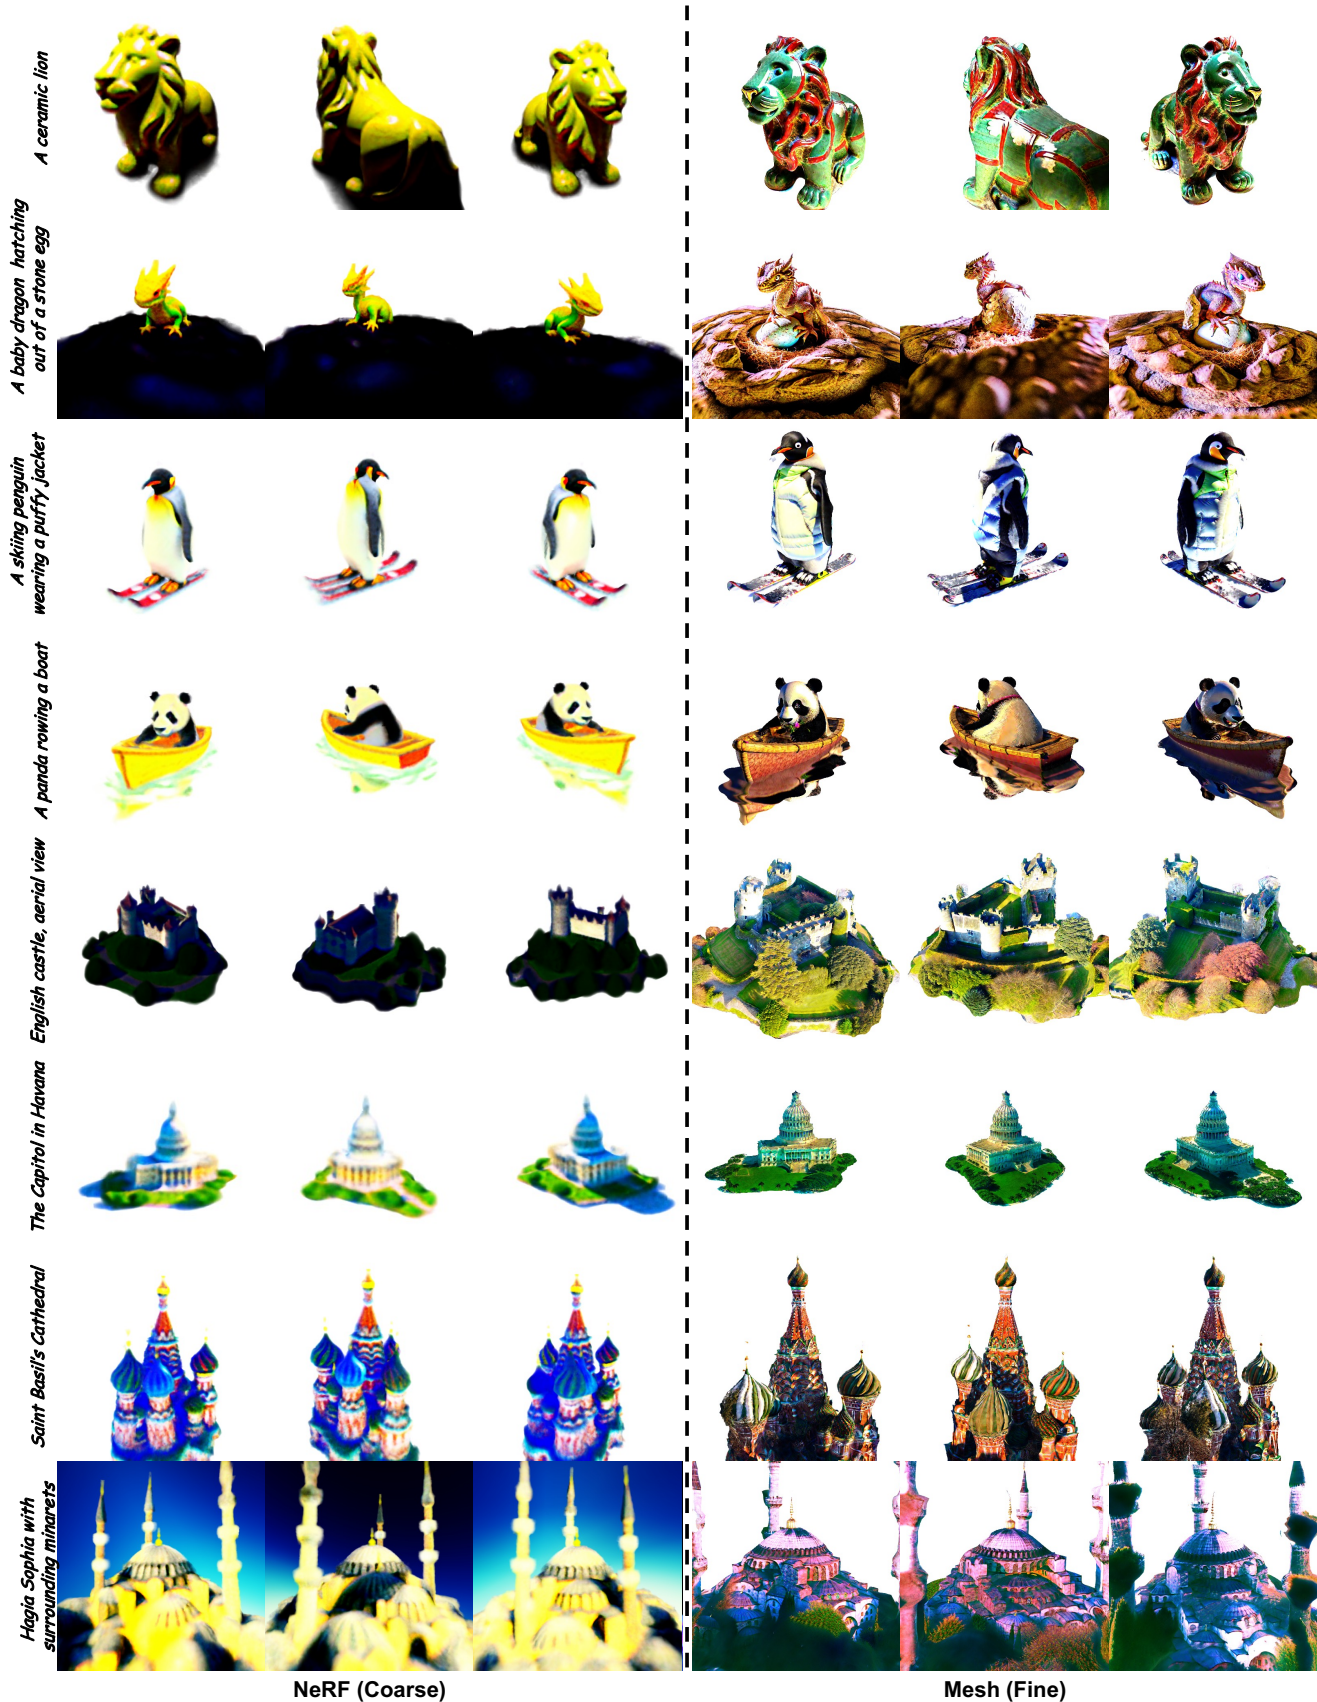 A ceramic lion
A baby dragon hatching
out of a stone egg
A skiing penguin
wearing a puffy jacket
A panda rowing a boat
English castle, aerial view
The Capitol in Havana
Saint Basil's Cathedral
Hagia Sophia with
surrounding minarets
NeRF (Coarse)
Mesh (Fine)